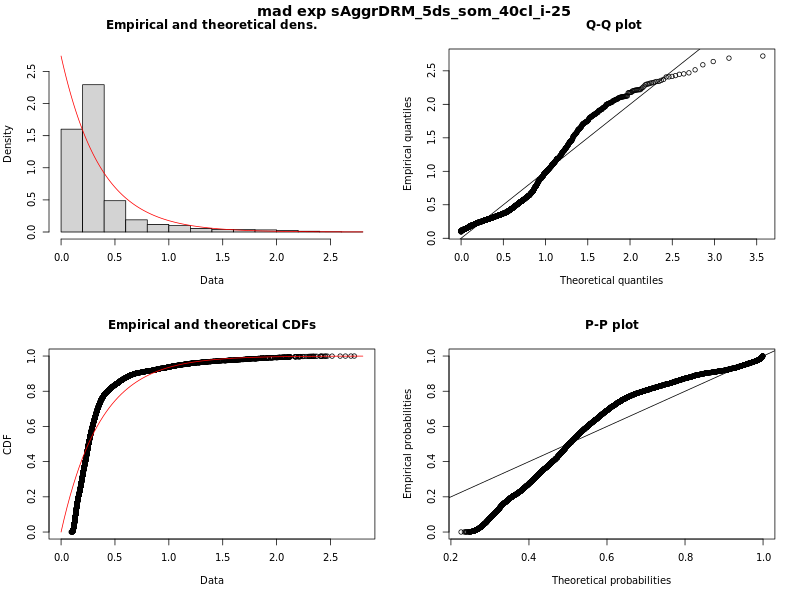 mad exp sAggrDRM_5ds_som_40cl_i-25
Empirical and theoretical dens.
Density
0.0 0.5 1.0 1.5 2.0 2.5
0.0 0.5 1.0 1.5 2.0 2.5
Data
Q-Q plot
Empirical quantiles
0.0 0.5 1.0 1.5 2.0 2.5
0.0 0.5 1.0 1.5 2.0 2.5 3.0 3.5
Theoretical quantiles
Empirical and theoretical CDFs
CDF
0.0 0.2 0.4 0.6 0.8 1.0
0.0 0.5 1.0 1.5 2.0 2.5
Data
P-P plot
Empirical probabilities
0.0 0.2 0.4 0.6 0.8 1.0
0.2 0.4 0.6 0.8 1.0
Theoretical probabilities